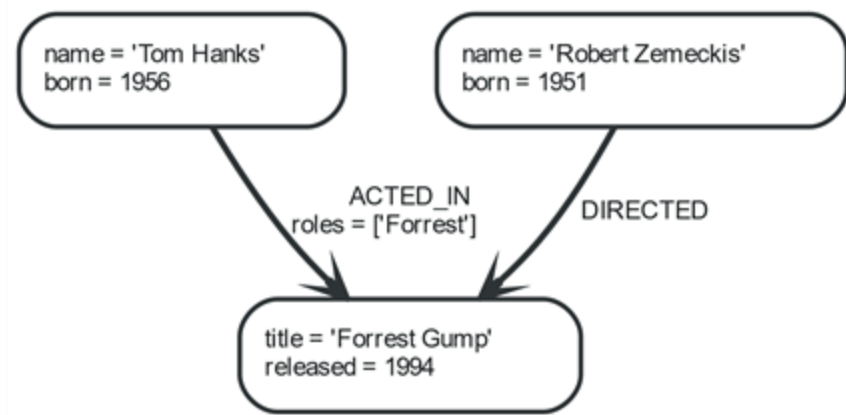 name = 'Tom Hanks'
born = 1956
name = 'Robert Zemeckis'
born = 1951
ACTED_IN
roles = ['Forrest']
DIRECTED
title = 'Forrest Gump'
released = 1994